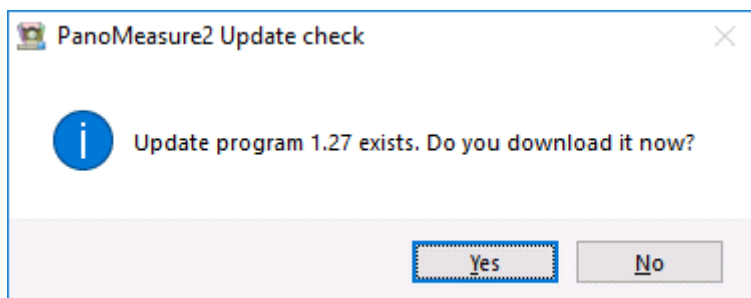 PanoMeasure2 Update check
Update program 1.27 exists. Do you download it now?
Yes
No